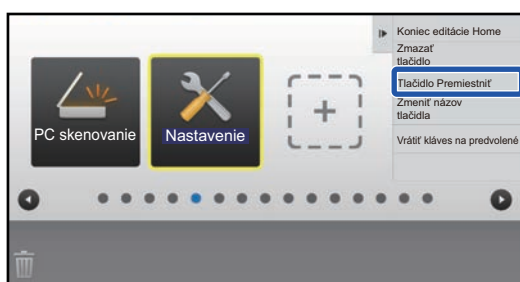 Koniec editácie Home
Zmazať
tlačidlo
Tlačidlo Premiestniť
Zmeniť názov
tlačidla
Vrátiť kláves na predvolené
PC skenovanie
Nastavenie